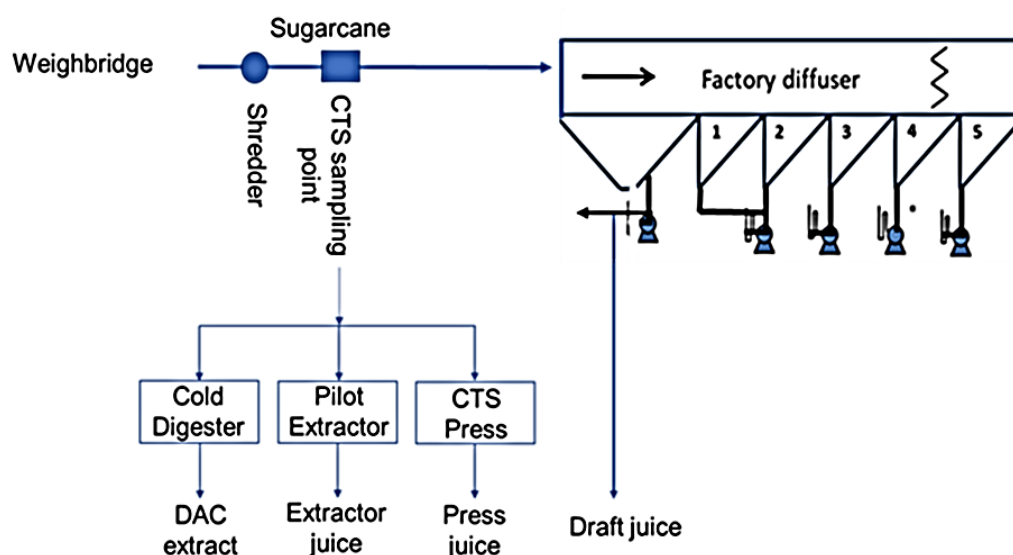 Sugarcane
Weighbridge
Shredder
CTS sampling
point
Factory diffuser
1
2
3
4
5
Cold
Digester
Pilot
Extractor
CTS
Press
DAC
extract
Extractor
juice
Press
juice
Draft juice